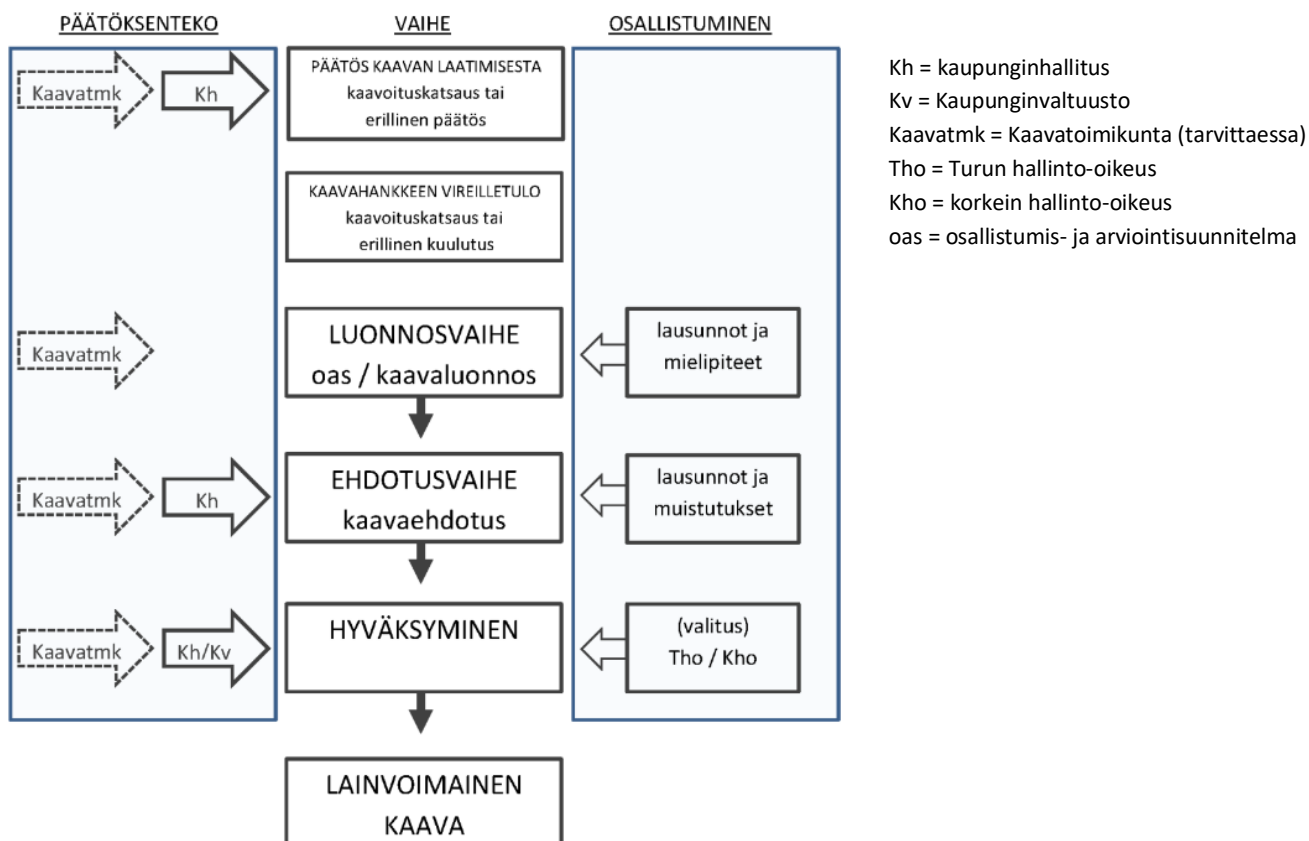 PÄÄTÖKSENTEKO
VAIHE
OSALLISTUMINEN
Kaavatmk
Kh
PÄÄTÖS KAAVAN LAATIMISESTA
kaavoituskatsaus tai
erillinen päätös
KAAVAHANKKEEN VIREILLETULO
kaavoituskatsaus tai
erillinen kuulutus
Kaavatmk
LUONNOSVAIHE
oas / kaavaluonnos
lausunnot ja
mielipiteet
Kaavatmk
Kh
EHDOTUSVAIHE
kaavaehdotus
lausunnot ja
muistutukset
Kaavatmk
Kh/Kv
HYVÄKSYMINEN
(valitus)
Tho / Kho
LAINVOIMAINEN
KAAVA
Kh = kaupunginhallitus
Kv = Kaupunginvaltuusto
Kaavatmk = Kaavatoimikunta (tarvittaessa)
Tho = Turun hallinto-oikeus
Kho = korkein hallinto-oikeus
oas = osallistumis- ja arviointisuunnitelma